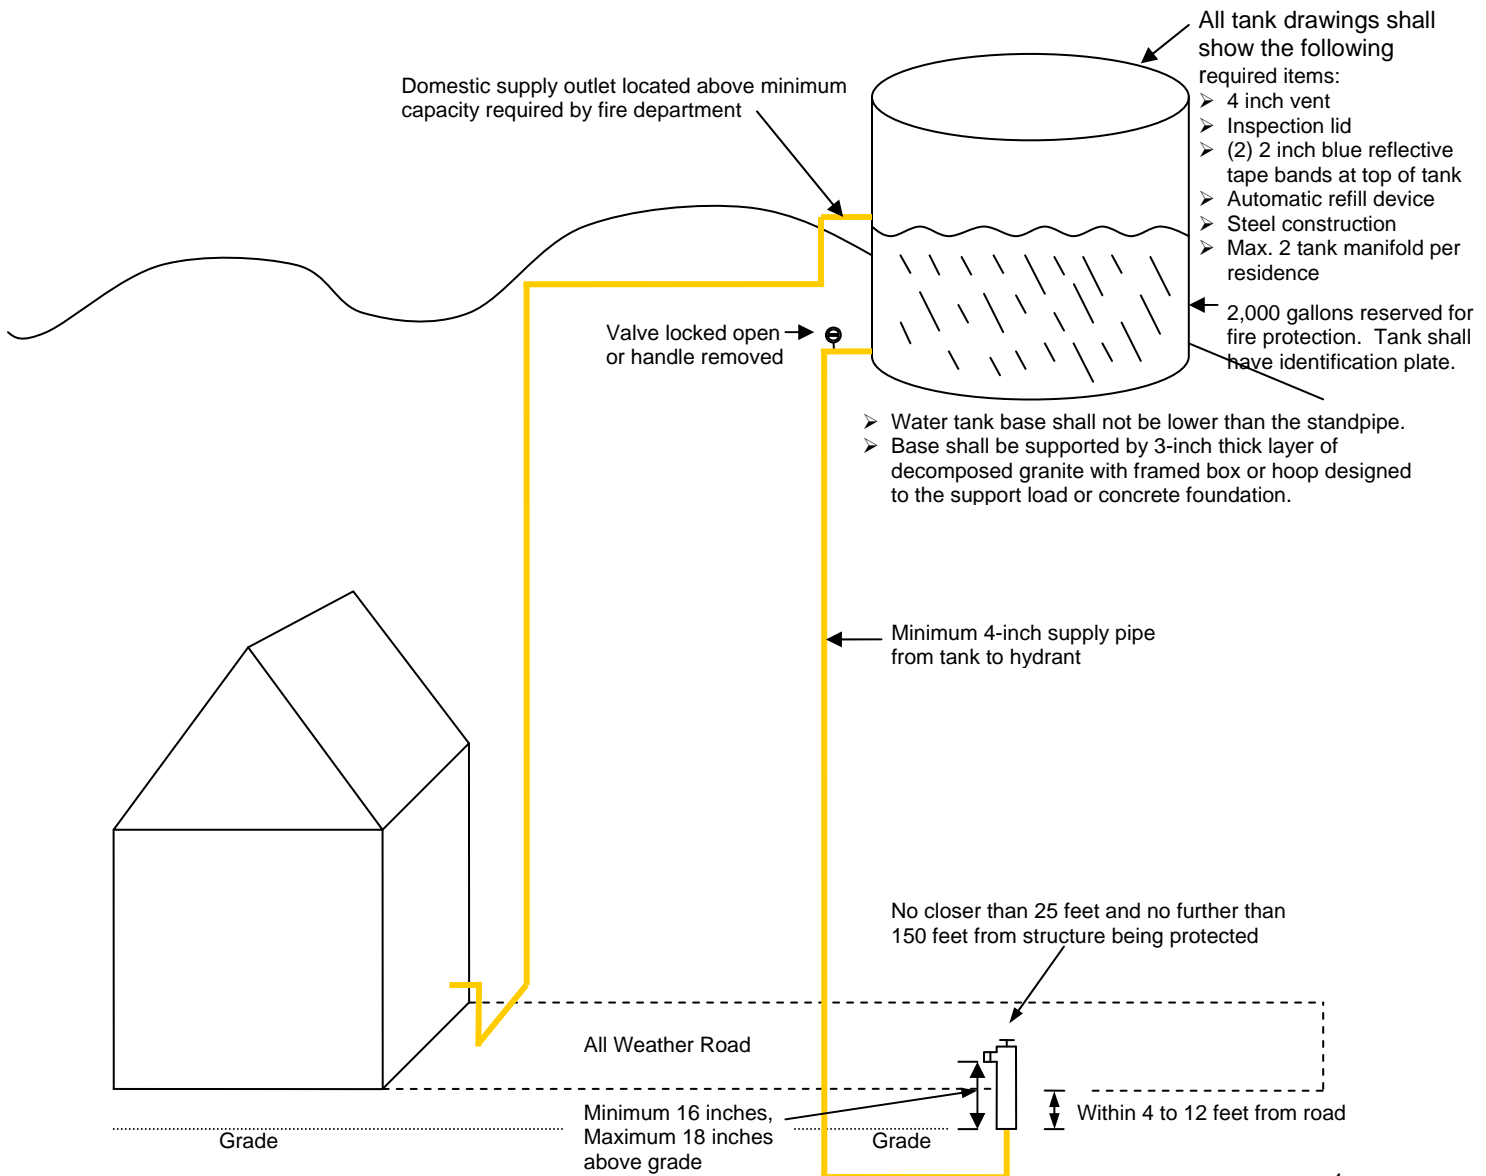 All tank drawings shall
show the following
required items:
➢ 4 inch vent
➢ Inspection lid
➢ (2) 2 inch blue reflective
tape bands at top of tank
➢ Automatic refill device
➢ Steel construction
➢ Max. 2 tank manifold per
residence
Domestic supply outlet located above minimum
capacity required by fire department
2,000 gallons reserved for
fire protection.  Tank shall
have identification plate.
Valve locked open
or handle removed
➢ Water tank base shall not be lower than the standpipe.
➢ Base shall be supported by 3-inch thick layer of
decomposed granite with framed box or hoop designed
to the support load or concrete foundation.
Minimum 4-inch supply pipe
from tank to hydrant
No closer than 25 feet and no further than
150 feet from structure being protected
All Weather Road
Minimum 16 inches,
Maximum 18 inches
above grade
Within 4 to 12 feet from road
Grade
Grade